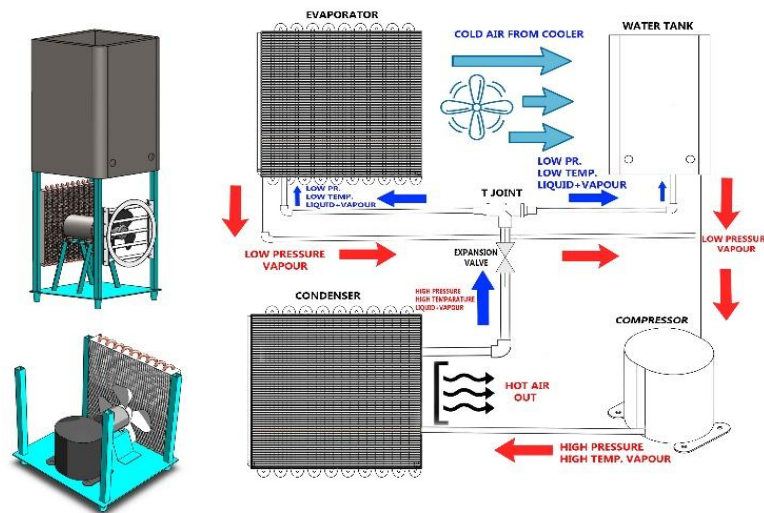 EVAPORATOR
COLD AIR FROM COOLER
WATER TANK
LOW PR.
LOW TEMP.
LIQUID+VAPOUR
T JOINT
LOW PR.
LOW TEMP.
LIQUID+VAPOUR
LOW PRESSURE
VAPOUR
EXPANSION
VALVE
LOW PRESSURE
VAPOUR
CONDENSER
HIGH PRESSURE
HIGH TEMPARATURE
LIQUID+VAPOUR
COMPRESSOR
HOT AIR
OUT
HIGH PRESSURE
HIGH TEMP. VAPOUR